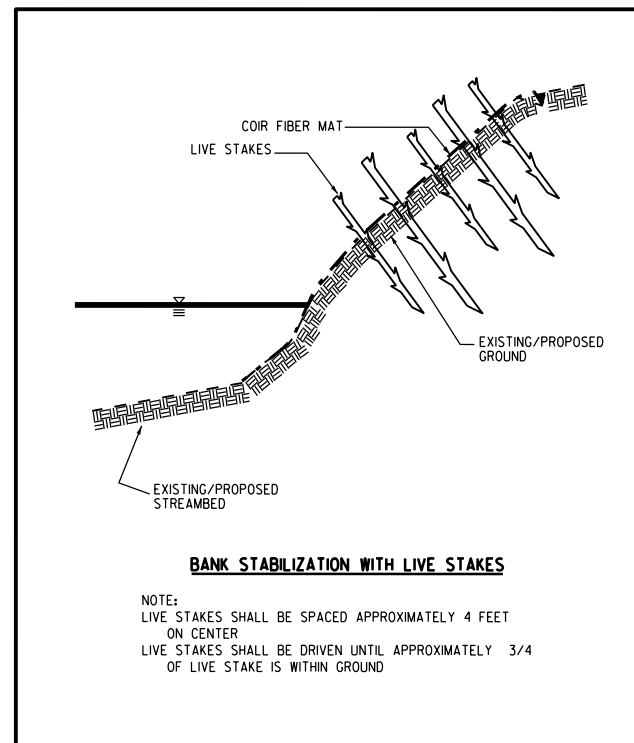 COIR FIBER MAT
LIVE STAKES
EXISTING/PROPOSED
GROUND
EXISTING/PROPOSED
STREAMBED
BANK STABILIZATION WITH LIVE STAKES
NOTE:
LIVE STAKES SHALL BE SPACED APPROXIMATELY 4 FEET
ON CENTER
LIVE STAKES SHALL BE DRIVEN UNTIL APPROXIMATELY 3/4
OF LIVE STAKE IS WITHIN GROUND